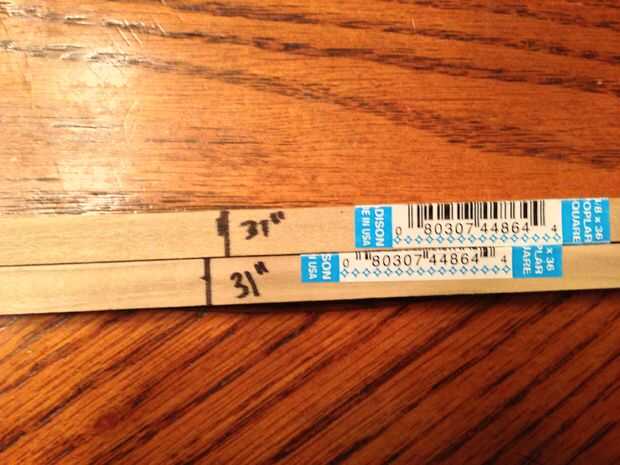 31"
DISON
E IN USA
0 80307 44864 4
/8 x 36
OPLAR
QUARE
31"
SON
N USA
0 80307 44864 4
x 36
LAR
ARE